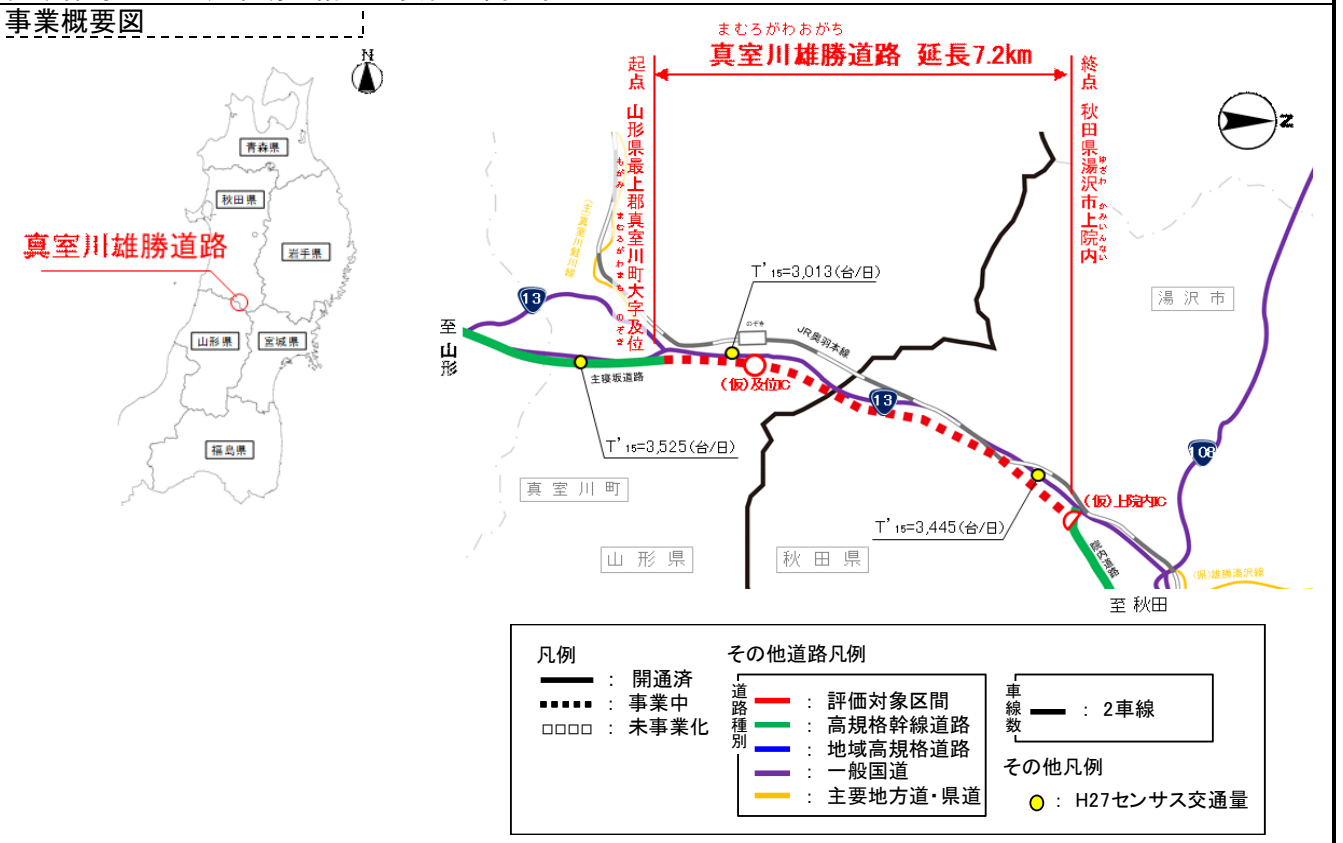 事業概要図
N
青森県
秋田県
岩手県
山形県
宮城県
福島県
真室川雄勝道路
まむろがわおがち
真室川雄勝道路 延長7.2km
起点 山形県最上郡真室川町大字及位
もがみ まむろがわまち のぞき
終点 秋田県湯沢市上院内
ゆざわ かみいんない
N
(主)真室川鮭川線
13
至 山形
主寝坂道路
T'15=3,525(台/日)
T'15=3,013(台/日)
のぞき
JR奥羽本線
(仮)及位IC
13
T'15=3,445(台/日)
(仮)上院内IC
院内道路
108
(県)雄勝湯沢線
湯沢市
真室川町
山形県
秋田県
至 秋田
凡例
: 開通済
: 事業中
: 未事業化
その他道路凡例
道路種別
: 評価対象区間
: 高規格幹線道路
: 地域高規格道路
: 一般国道
: 主要地方道・県道
車線数
: 2車線
その他凡例
: H27センサス交通量